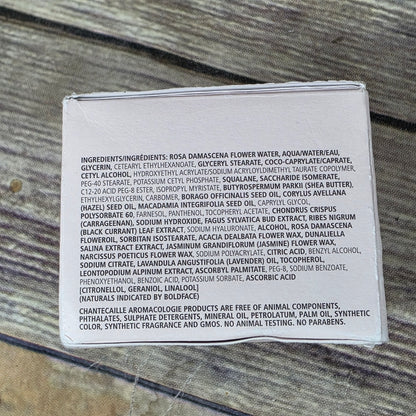 INGREDIENTS/INGRÉDIENTS: ROSA DAMASCENA FLOWER WATER, AQUA/WATER/EAU,
GLYCERIN, CETEARYL ETHYLHEXANOATE, GLYCERYL STEARATE, COCO-CAPRYLATE/CAPRATE,
CETYL ALCOHOL, HYDROXYETHYL ACRYLATE/SODIUM ACRYLOYLDIMETHYL TAURATE COPOLYMER,
PEG-40 STEARATE, POTASSIUM CETYL PHOSPHATE, SQUALANE, SACCHARIDE ISOMERATE,
C12-20 ACID PEG-8 ESTER, ISOPROPYL MYRISTATE, BUTYROSPERMUM PARKII (SHEA BUTTER),
ETHYLHEXYLGLYCERIN, CARBOMER, BORAGO OFFICINALIS SEED OIL, CORYLUS AVELLANA
(HAZEL) SEED OIL, MACADAMIA INTEGRIFOLIA SEED OIL, CAPRYLYL GLYCOL,
POLYSORBATE 60, FARNESOL, PANTHENOL, TOCOPHERYL ACETATE, CHONDRUS CRISPUS
(CARRAGEENAN), SODIUM HYDROXIDE, FAGUS SYLVATICA BUD EXTRACT, RIBES NIGRUM
(BLACK CURRANT) LEAF EXTRACT, SODIUM HYALURONATE, ALCOHOL, ROSA DAMASCENA
FLOWEROIL, SORBITAN ISOSTEARATE, ACACIA DEALBATA FLOWER WAX, DUNALIELLA
SALINA EXTRACT EXTRACT, JASMINUM GRANDIFLORUM (JASMINE) FLOWER WAX,
NARCISSUS POETICUS FLOWER WAX, SODIUM POLYACRYLATE, CITRIC ACID, BENZYL ALCOHOL,
SODIUM CITRATE, LAVANDULA ANGUSTIFOLIA (LAVENDER) OIL, TOCOPHEROL,
LEONTOPODIUM ALPINUM EXTRACT, ASCORBYL PALMITATE, PEG-8, SODIUM BENZOATE,
PHENOXYETHANOL, BENZOIC ACID, POTASSIUM SORBATE, ASCORBIC ACID
[CITRONELLOL, GERANIOL, LINALOOL]
(NATURALS INDICATED BY BOLDFACE)
CHANTECAILLE AROMACOLOGIE PRODUCTS ARE FREE OF ANIMAL COMPONENTS,
PHTHALATES, SULPHATE DETERGENTS, MINERAL OIL, PETROLATUM, PALM OIL, SYNTHETIC
COLOR, SYNTHETIC FRAGRANCE AND GMOS. NO ANIMAL TESTING. NO PARABENS.